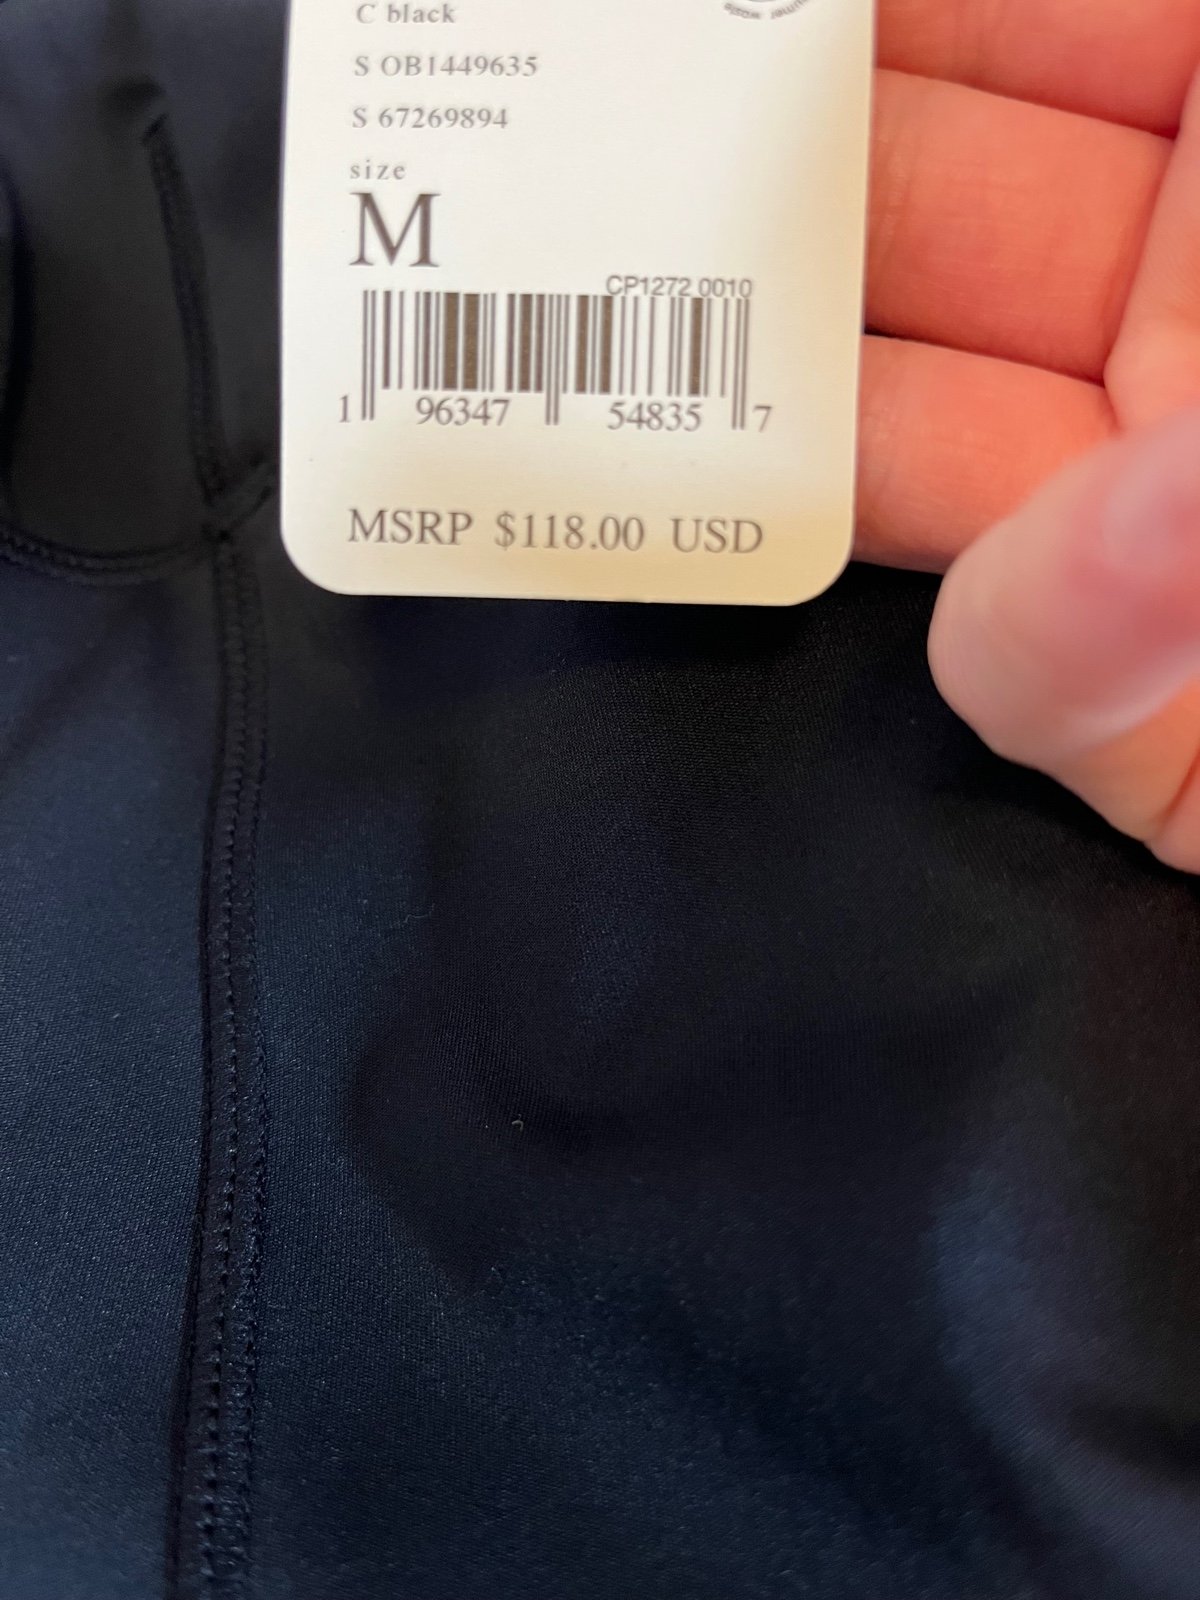 C black
S OB1449635
S 67269894
size
M
CP1272 0010
1 96347 54835 7
MSRP $118.00 USD